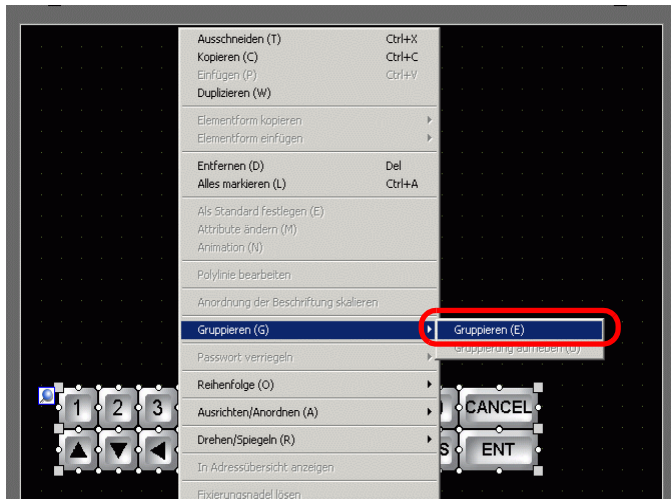 Ausschneiden (T) Ctrl+X
Kopieren (C) Ctrl+C
Einfügen (P) Ctrl+V
Duplizieren (W)
Elementform kopieren
Elementform einfügen
Entfernen (D) Del
Alles markieren (L) Ctrl+A
Als Standard festlegen (E)
Attribute ändern (M)
Animation (N)
Polylinie bearbeiten
Anordnung der Beschriftung skalieren
Gruppieren (G) Gruppieren (E)
Passwort verriegeln Gruppierung aufheben (U)
Reihenfolge (O)
1 2 3 Ausrichten/Anordnen (A) CANCEL
Drehen/Spiegeln (R)
▲ ▼ ◀ S ENT
In Adressübersicht anzeigen
Fixierungsnadel lösen